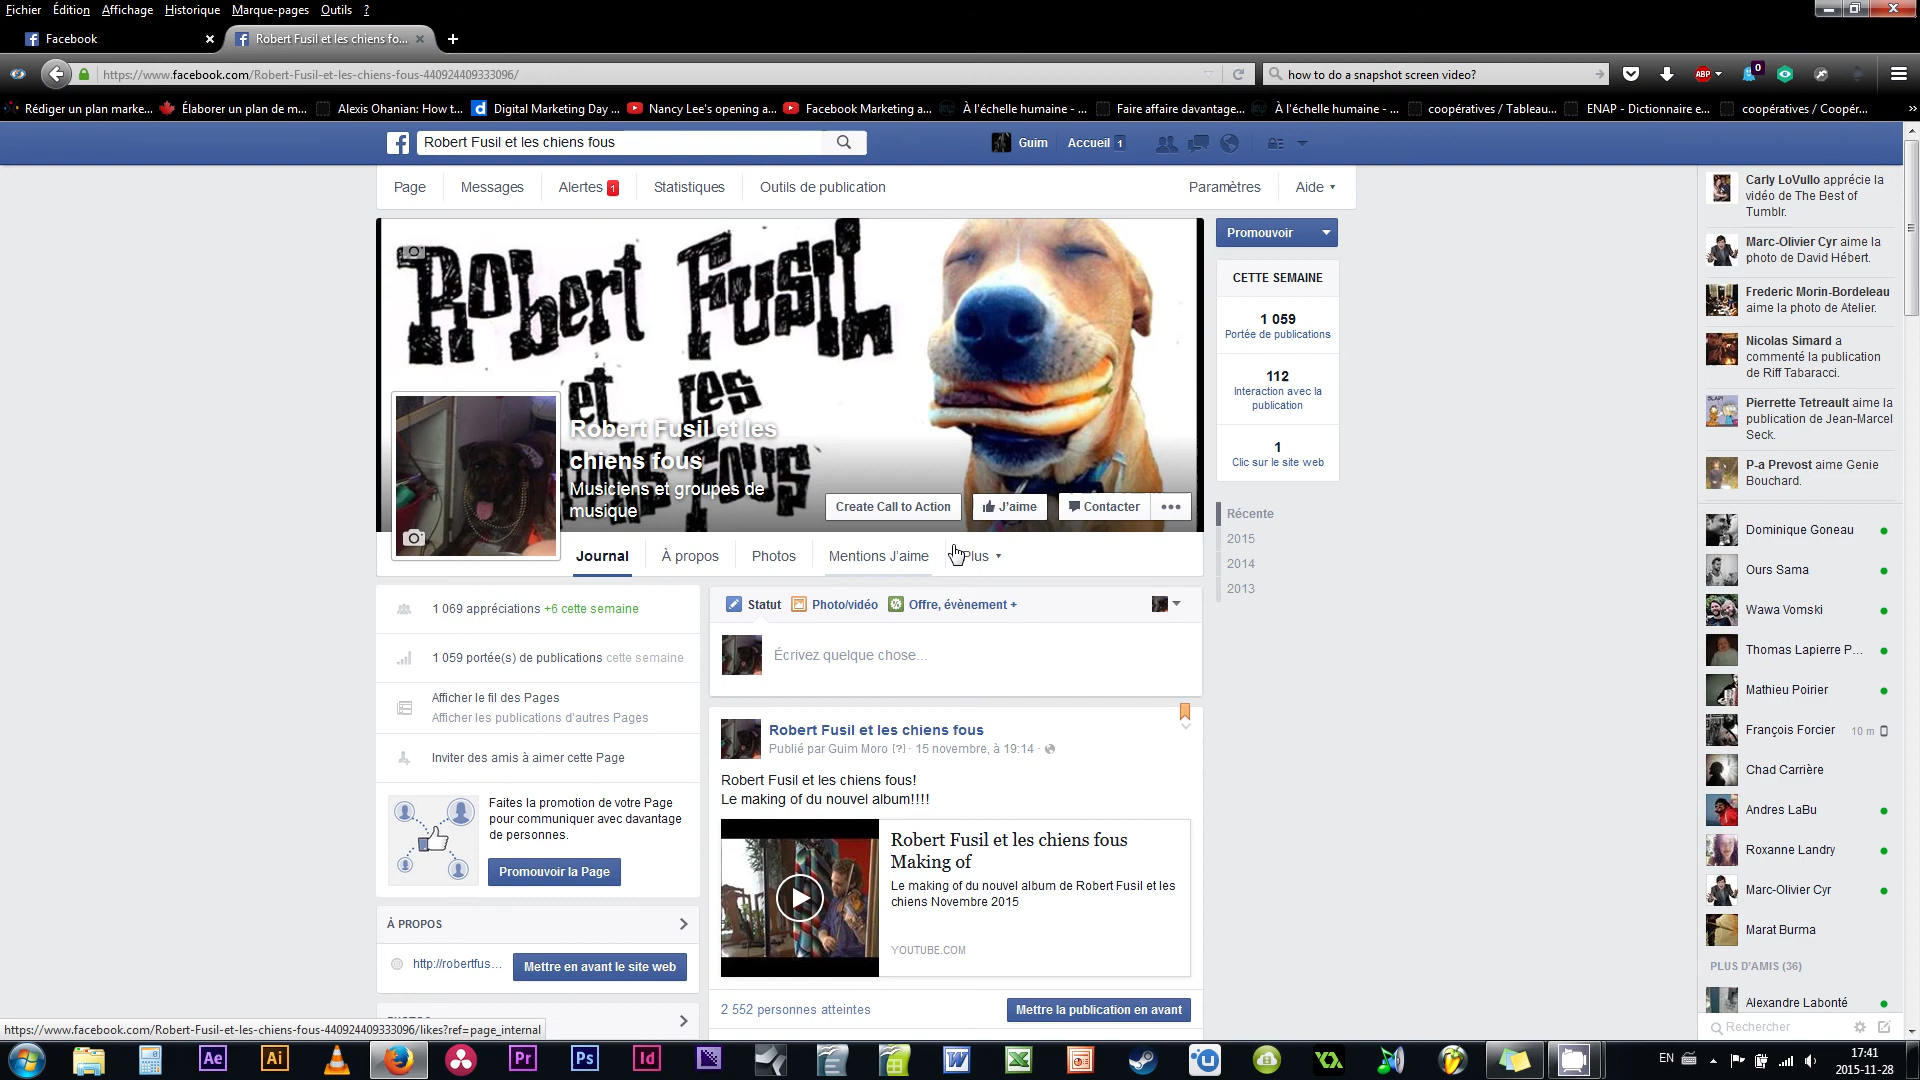 Fichier Édition Affichage Historique Marque-pages Outils ?
Facebook
Robert Fusil et les chiens fo...
https://www.facebook.com/Robert-Fusil-et-les-chiens-fous-440924409333096/
how to do a snapshot screen video?
ABP
0
Rédiger un plan marke...
Élaborer un plan de m...
Alexis Ohanian: How t...
Digital Marketing Day ...
Nancy Lee's opening a...
Facebook Marketing a...
À l'échelle humaine - ...
Faire affaire davantage...
À l'échelle humaine - ...
coopératives / Tableau...
ENAP - Dictionnaire e...
coopératives / Coopér...
Robert Fusil et les chiens fous
Guim
Accueil 1
Page
Messages
Alertes 1
Statistiques
Outils de publication
Paramètres
Aide
Robert Fusil
et les
Robert Fusil et les
chiens fous
Musiciens et groupes de
musique
Create Call to Action
J'aime
Contacter
Journal
À propos
Photos
Mentions J'aime
Plus
Promouvoir
CETTE SEMAINE
1 059
Portée de publications
112
Interaction avec la
publication
1
Clic sur le site web
Récente
2015
2014
2013
1 069 appréciations +6 cette semaine
1 059 portée(s) de publications cette semaine
Afficher le fil des Pages
Afficher les publications d'autres Pages
Inviter des amis à aimer cette Page
Faites la promotion de votre Page
pour communiquer avec davantage
de personnes.
Promouvoir la Page
À PROPOS
http://robertfus...
Mettre en avant le site web
Statut
Photo/vidéo
Offre, évènement +
Écrivez quelque chose...
Robert Fusil et les chiens fous
Publié par Guim Moro [?] · 15 novembre, à 19:14 ·
Robert Fusil et les chiens fous!
Le making of du nouvel album!!!!
Robert Fusil et les chiens fous
Making of
Le making of du nouvel album de Robert Fusil et les
chiens Novembre 2015
YOUTUBE.COM
2 552 personnes atteintes
Mettre la publication en avant
Carly LoVullo apprécie la
vidéo de The Best of
Tumblr.
Marc-Olivier Cyr aime la
photo de David Hébert.
Frederic Morin-Bordeleau
aime la photo de Atelier.
Nicolas Simard a
commenté la publication
de Riff Tabaracci.
Pierrette Tetreault aime la
publication de Jean-Marcel
Seck.
P-a Prevost aime Genie
Bouchard.
Dominique Goneau
Ours Sama
Wawa Vomski
Thomas Lapierre P...
Mathieu Poirier
François Forcier 10 m
Chad Carrière
Andres LaBu
Roxanne Landry
Marc-Olivier Cyr
Marat Burma
PLUS D'AMIS (36)
Alexandre Labonté
Rechercher
https://www.facebook.com/Robert-Fusil-et-les-chiens-fous-440924409333096/likes?ref=page_internal
Ae
Ai
Pr
Ps
Id
EN
17:41
2015-11-28